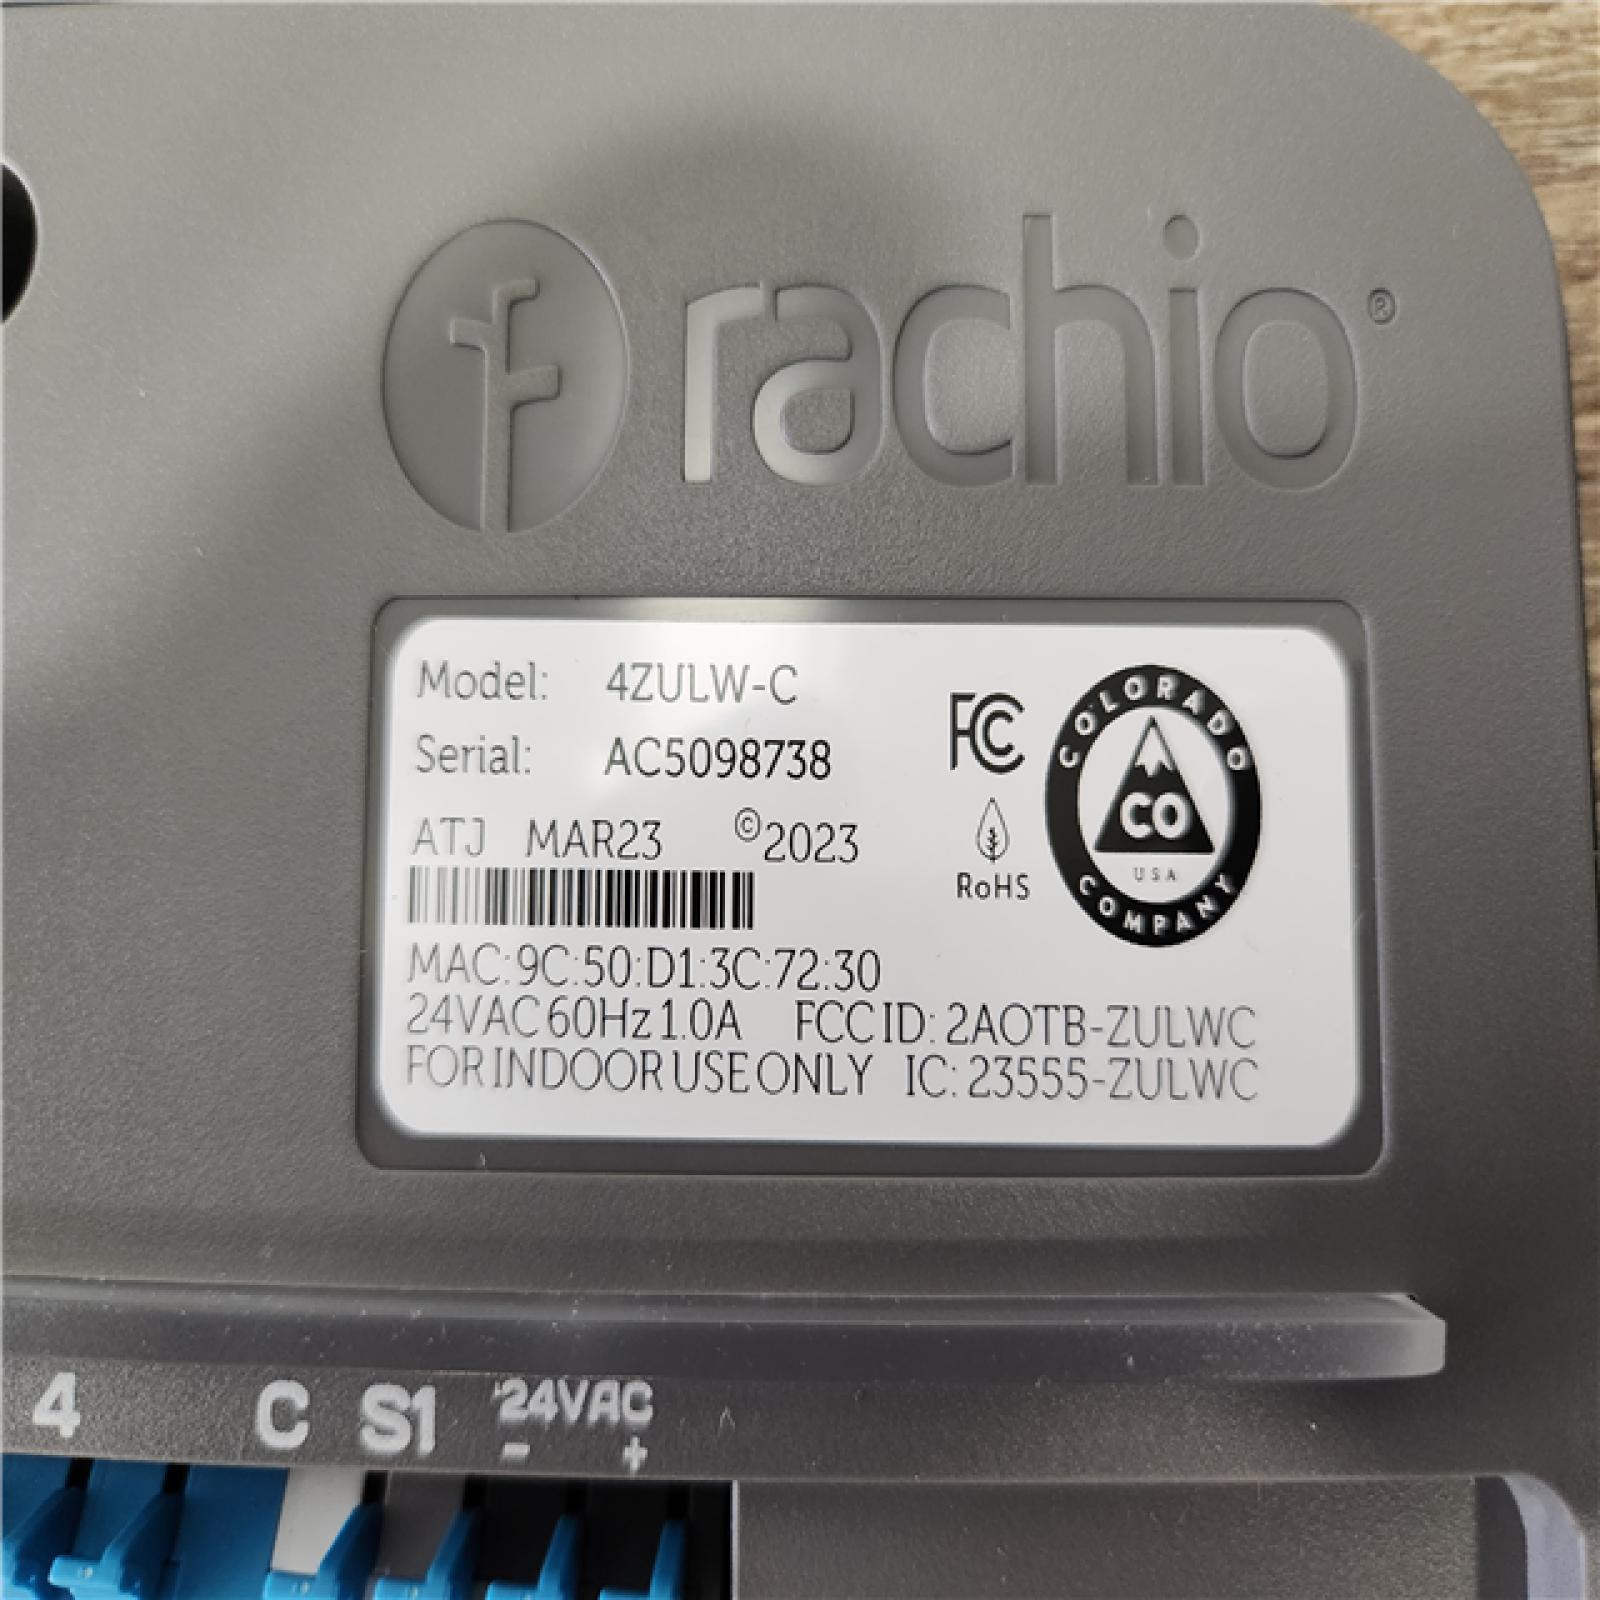 rachio®
Model: 4ZULW-C
Serial: AC5098738
ATJ MAR23 ©2023
FC
RoHS
COLORADO
CO
USA
COMPANY
MAC:9C:50:D1:3C:72:30
24VAC 60Hz 1.0A FCC ID: 2AOTB-ZULWC
FOR INDOOR USE ONLY IC: 23555-ZULWC
4 C S1 24VAC
- +